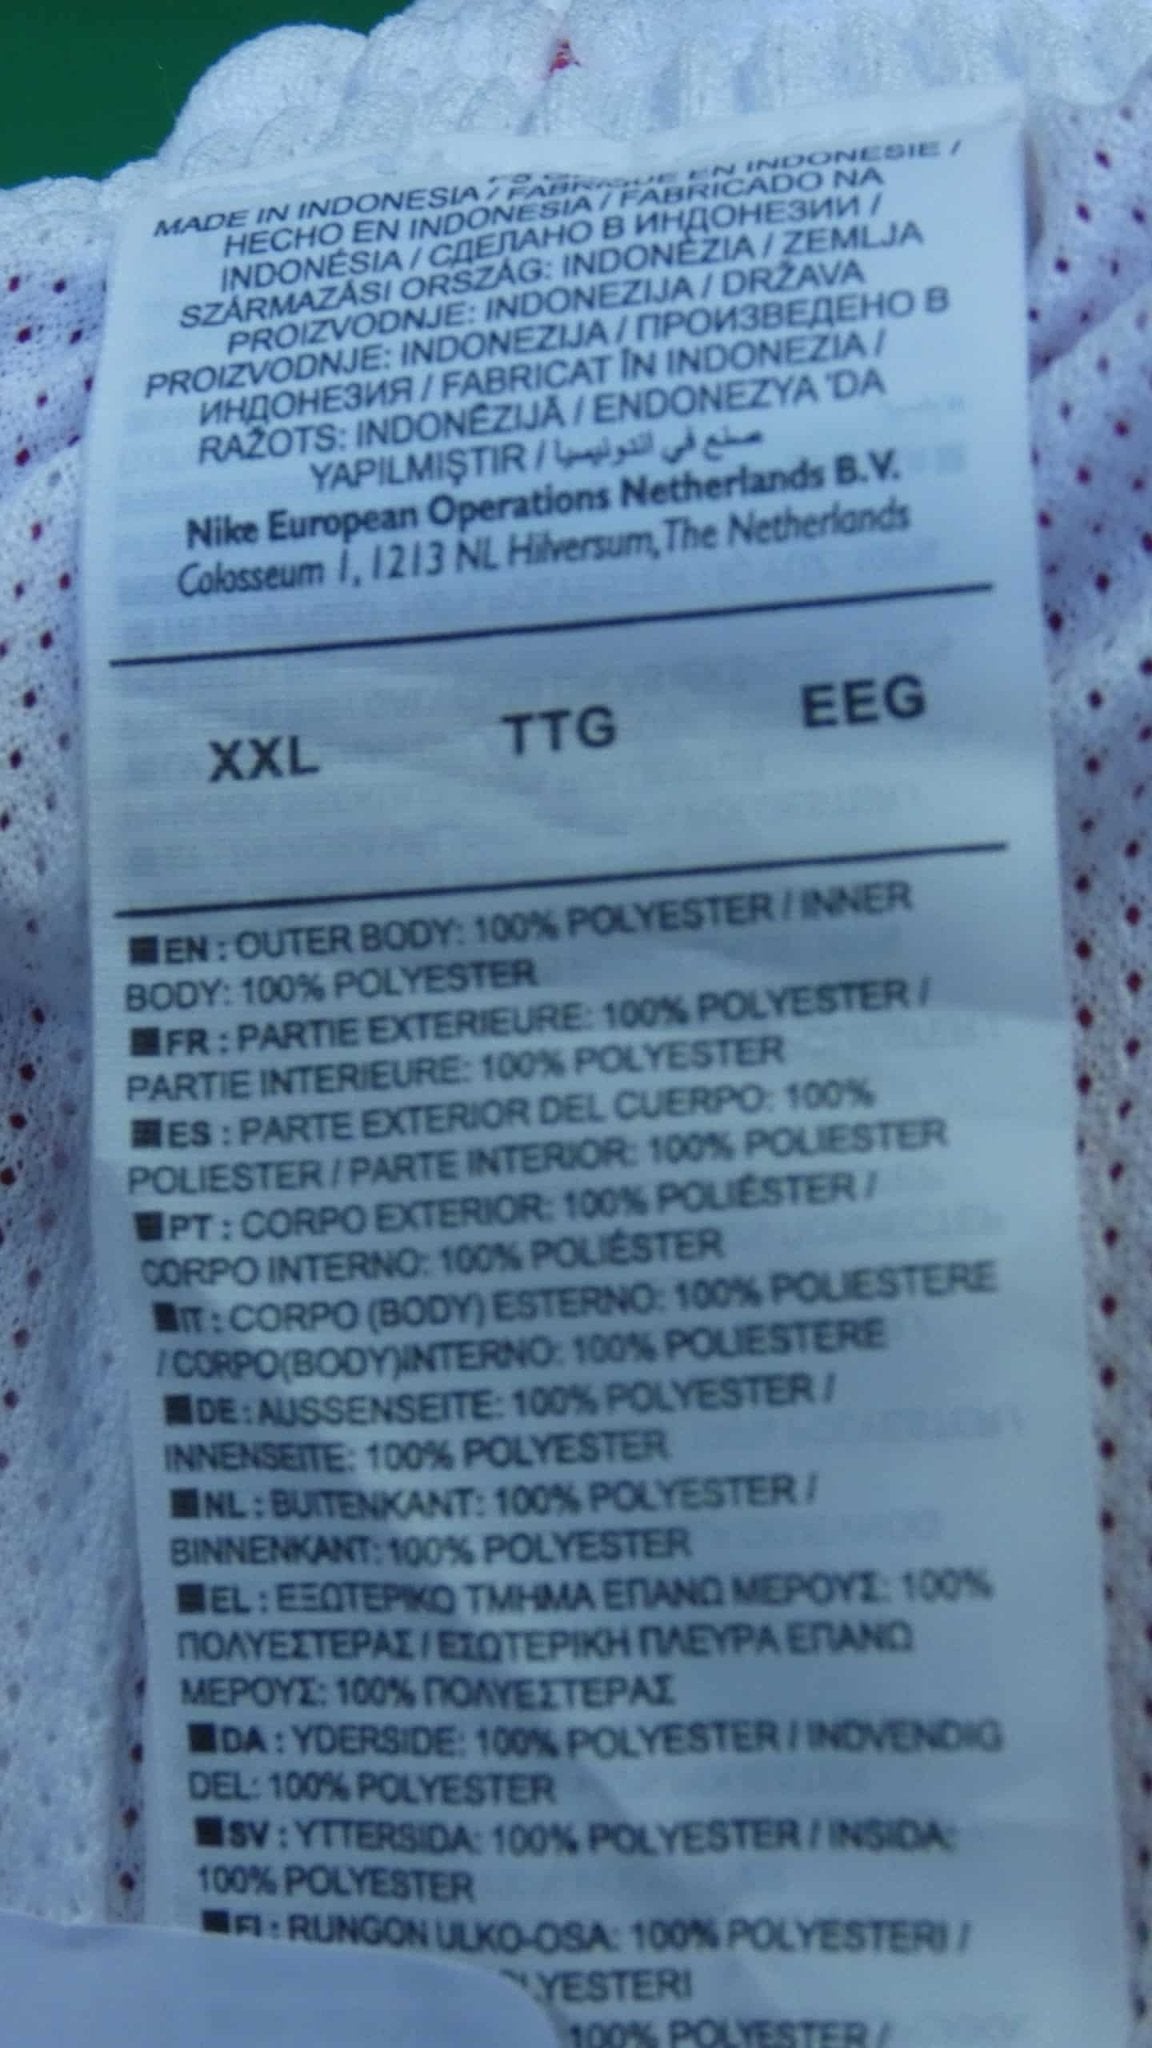 MADE IN INDONESIA / FABRIQUE EN INDONESIE /
HECHO EN INDONESIA / FABRICADO NA
INDONÉSIA / СДЕЛАНО В ИНДОНЕЗИИ /
SZÁRMAZÁSI ORSZÁG: INDONÉZIA / ZEMLJA
PROIZVODNJE: INDONEZIJA / DRŽAVA
PROIZVODNJE: INDONEZIJA / ПРОИЗВЕДЕНО В
ИНДОНЕЗИЯ / FABRICAT ÎN INDONEZIA /
RAŽOTS: INDONĒZIJĀ / ENDONEZYA 'DA
YAPILMIŞTIR / صنع في اندونيسيا
Nike European Operations Netherlands B.V.
Colosseum 1, 1213 NL Hilversum, The Netherlands
XXL TTG EEG
EN : OUTER BODY: 100% POLYESTER / INNER
BODY: 100% POLYESTER
FR : PARTIE EXTERIEURE: 100% POLYESTER /
PARTIE INTERIEURE: 100% POLYESTER
ES : PARTE EXTERIOR DEL CUERPO: 100%
POLIESTER / PARTE INTERIOR: 100% POLIESTER
PT : CORPO EXTERIOR: 100% POLIÉSTER /
CORPO INTERNO: 100% POLIÉSTER
IT : CORPO (BODY) ESTERNO: 100% POLIESTERE
/ CORPO(BODY)INTERNO: 100% POLIESTERE
DE : AUSSENSEITE: 100% POLYESTER /
INNENSEITE: 100% POLYESTER
NL : BUITENKANT: 100% POLYESTER /
BINNENKANT: 100% POLYESTER
EL : ΕΞΩΤΕΡΙΚΟ ΤΜΗΜΑ ΕΠΑΝΩ ΜΕΡΟΥΣ: 100%
ΠΟΛΥΕΣΤΕΡΑΣ / ΕΣΩΤΕΡΙΚΗ ΠΛΕΥΡΑ ΕΠΑΝΩ
ΜΕΡΟΥΣ: 100% ΠΟΛΥΕΣΤΕΡΑΣ
DA : YDERSIDE: 100% POLYESTER / INDVENDIG
DEL: 100% POLYESTER
SV : YTTERSIDA: 100% POLYESTER / INSIDA:
100% POLYESTER
FI : RUNGON ULKO-OSA: 100% POLYESTERI /
LYESTERI
100% POLYESTER /